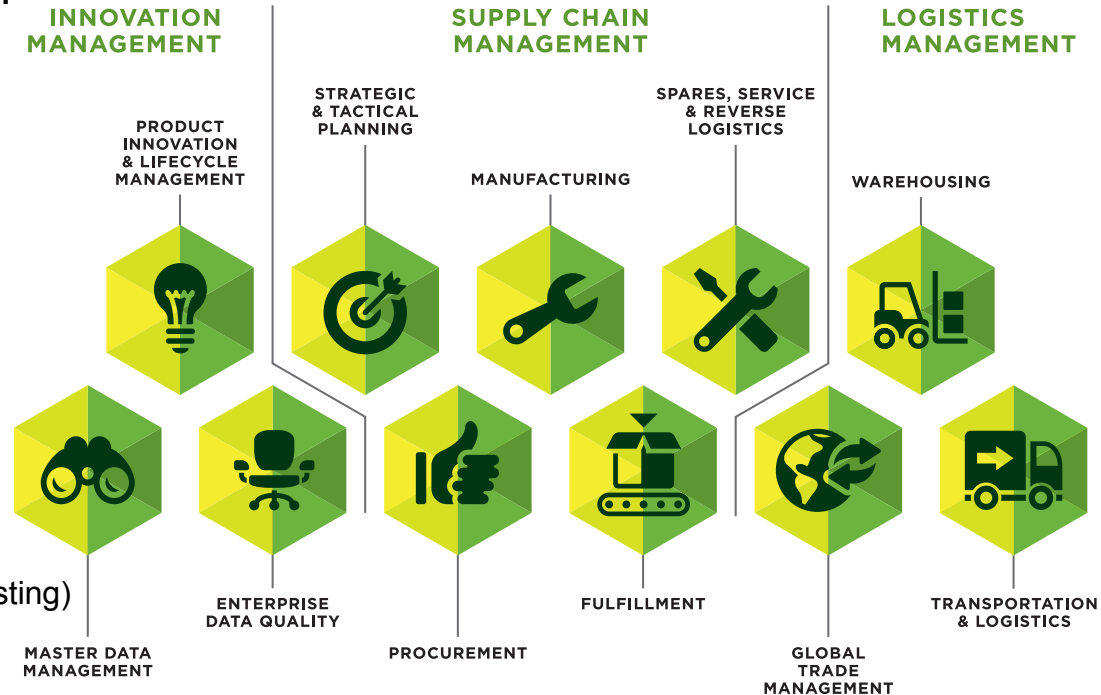 INNOVATION
MANAGEMENT
SUPPLY CHAIN
MANAGEMENT
LOGISTICS
MANAGEMENT
PRODUCT
INNOVATION
& LIFECYCLE
MANAGEMENT
STRATEGIC
& TACTICAL
PLANNING
MANUFACTURING
SPARES, SERVICE
& REVERSE
LOGISTICS
WAREHOUSING
sting)
MASTER DATA
MANAGEMENT
ENTERPRISE
DATA QUALITY
PROCUREMENT
FULFILLMENT
GLOBAL
TRADE
MANAGEMENT
TRANSPORTATION
& LOGISTICS